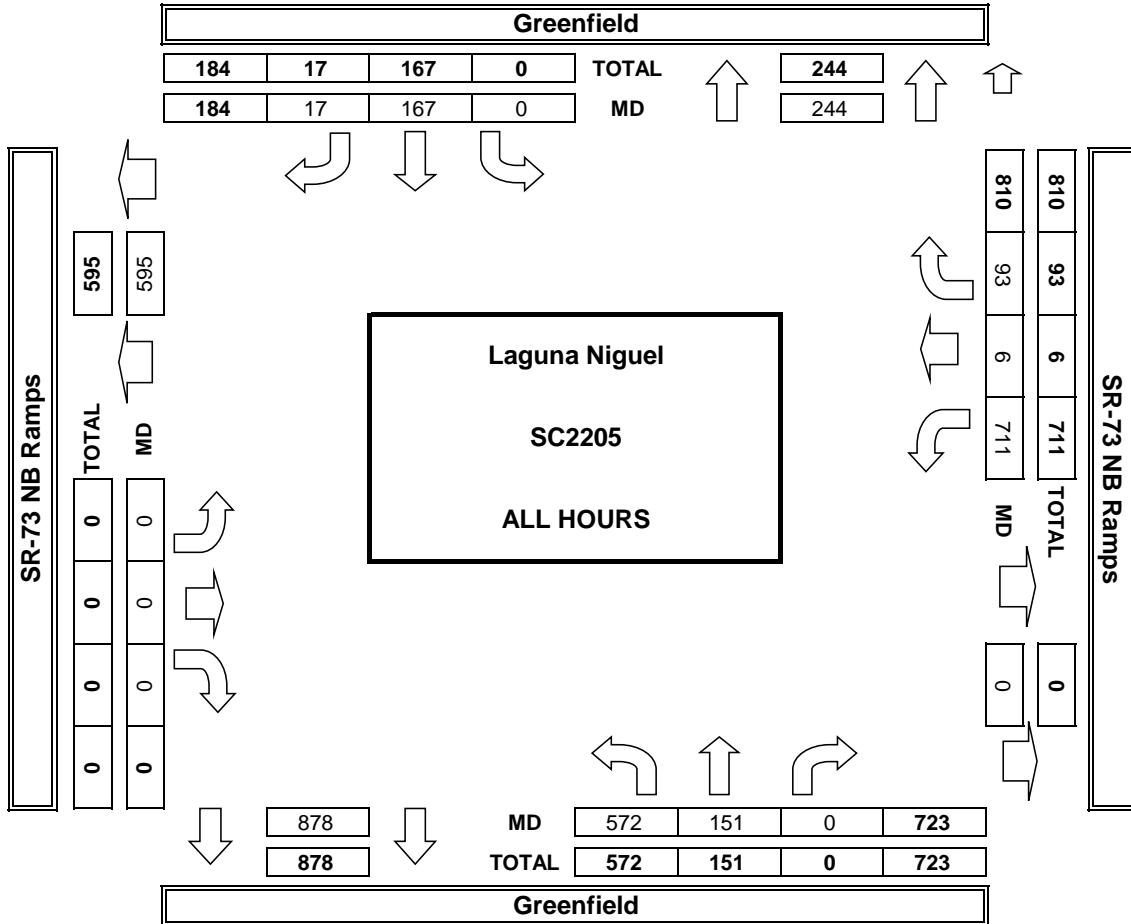 Greenfield
184 17 167 0 TOTAL 244
184 17 167 0 MD 244
SR-73 NB Ramps
595 595
TOTAL MD
0 0
0 0
0 0
0 0
Laguna Niguel
SC2205
ALL HOURS
810 810
93 93
6 6
711 711
MD TOTAL
0 0
SR-73 NB Ramps
878 MD 572 151 0 723
878 TOTAL 572 151 0 723
Greenfield